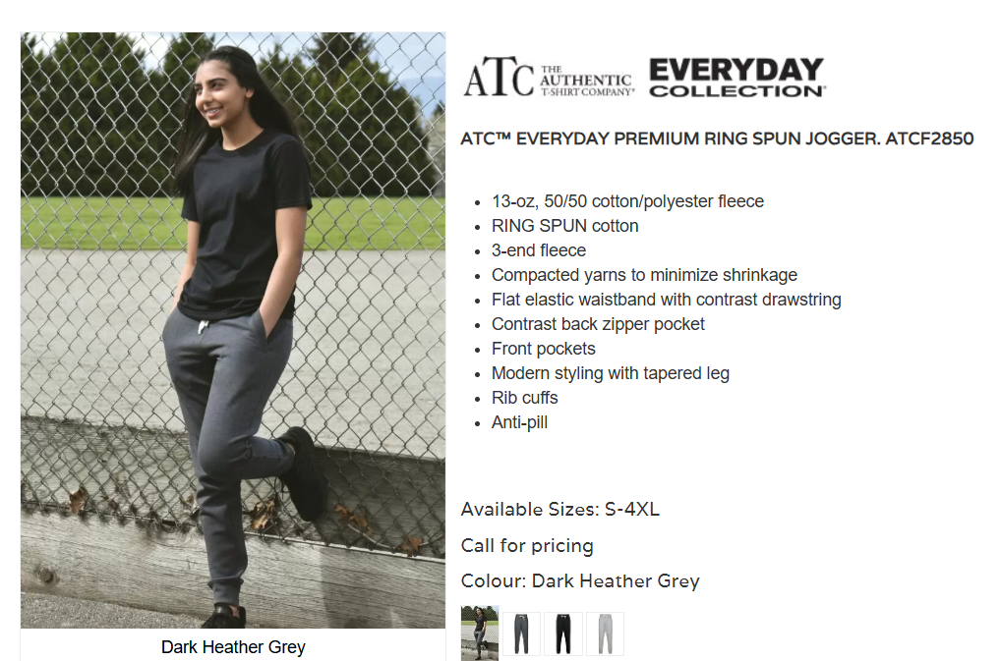 ATC THE AUTHENTIC T-SHIRT COMPANY® EVERYDAY COLLECTION®
ATC™ EVERYDAY PREMIUM RING SPUN JOGGER. ATCF2850
• 13-oz, 50/50 cotton/polyester fleece
• RING SPUN cotton
• 3-end fleece
• Compacted yarns to minimize shrinkage
• Flat elastic waistband with contrast drawstring
• Contrast back zipper pocket
• Front pockets
• Modern styling with tapered leg
• Rib cuffs
• Anti-pill
Available Sizes: S-4XL
Call for pricing
Colour: Dark Heather Grey
Dark Heather Grey